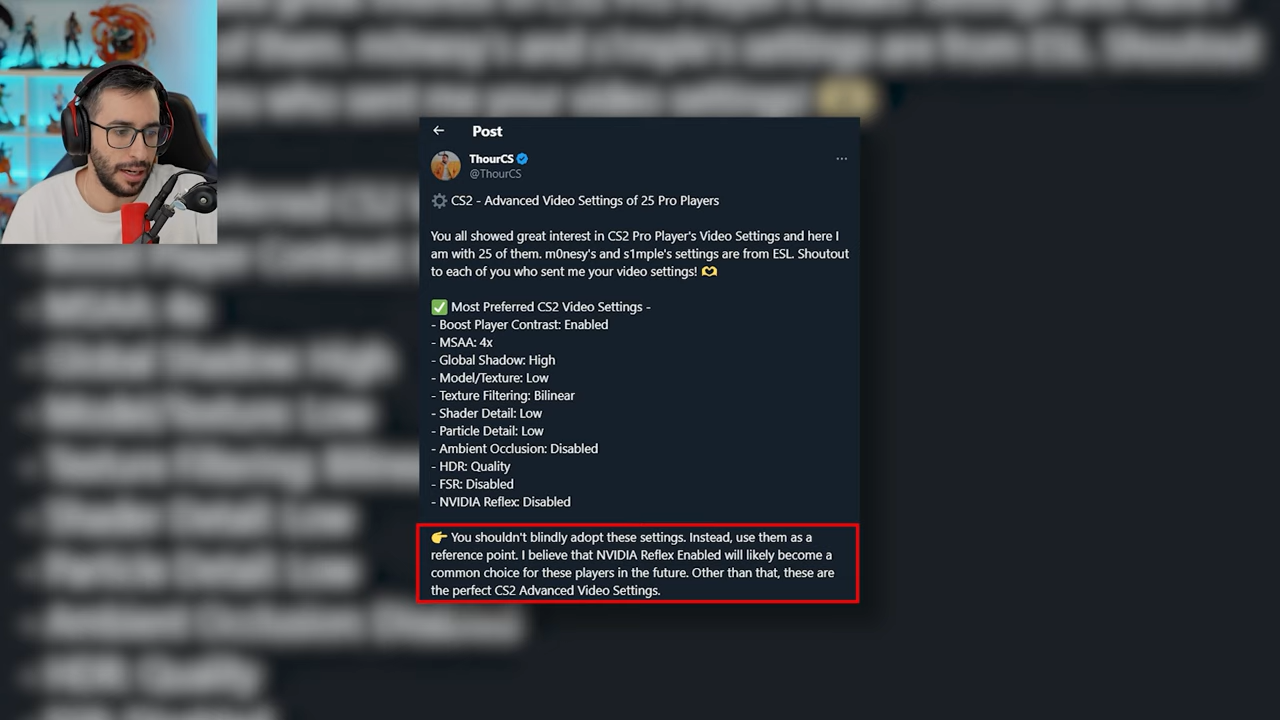 Post
ThourCS
@ThourCS
CS2 - Advanced Video Settings of 25 Pro Players
You all showed great interest in CS2 Pro Player's Video Settings and here I
am with 25 of them. m0nesy's and s1mple's settings are from ESL. Shoutout
to each of you who sent me your video settings! 🫶
✅ Most Preferred CS2 Video Settings -
- Boost Player Contrast: Enabled
- MSAA: 4x
- Global Shadow: High
- Model/Texture: Low
- Texture Filtering: Bilinear
- Shader Detail: Low
- Particle Detail: Low
- Ambient Occlusion: Disabled
- HDR: Quality
- FSR: Disabled
- NVIDIA Reflex: Disabled
👉 You shouldn't blindly adopt these settings. Instead, use them as a
reference point. I believe that NVIDIA Reflex Enabled will likely become a
common choice for these players in the future. Other than that, these are
the perfect CS2 Advanced Video Settings.